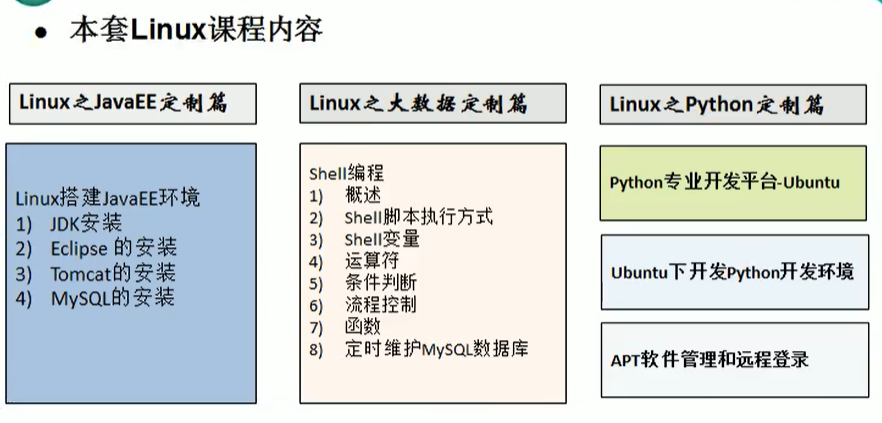 ● 本套Linux课程内容
Linux之JavaEE定制篇
Linux搭建JavaEE环境
1) JDK安装
2) Eclipse 的安装
3) Tomcat的安装
4) MySQL的安装
Linux之大数据定制篇
Shell编程
1) 概述
2) Shell脚本执行方式
3) Shell变量
4) 运算符
5) 条件判断
6) 流程控制
7) 函数
8) 定时维护MySQL数据库
Linux之Python定制篇
Python专业开发平台-Ubuntu
Ubuntu下开发Python开发环境
APT软件管理和远程登录